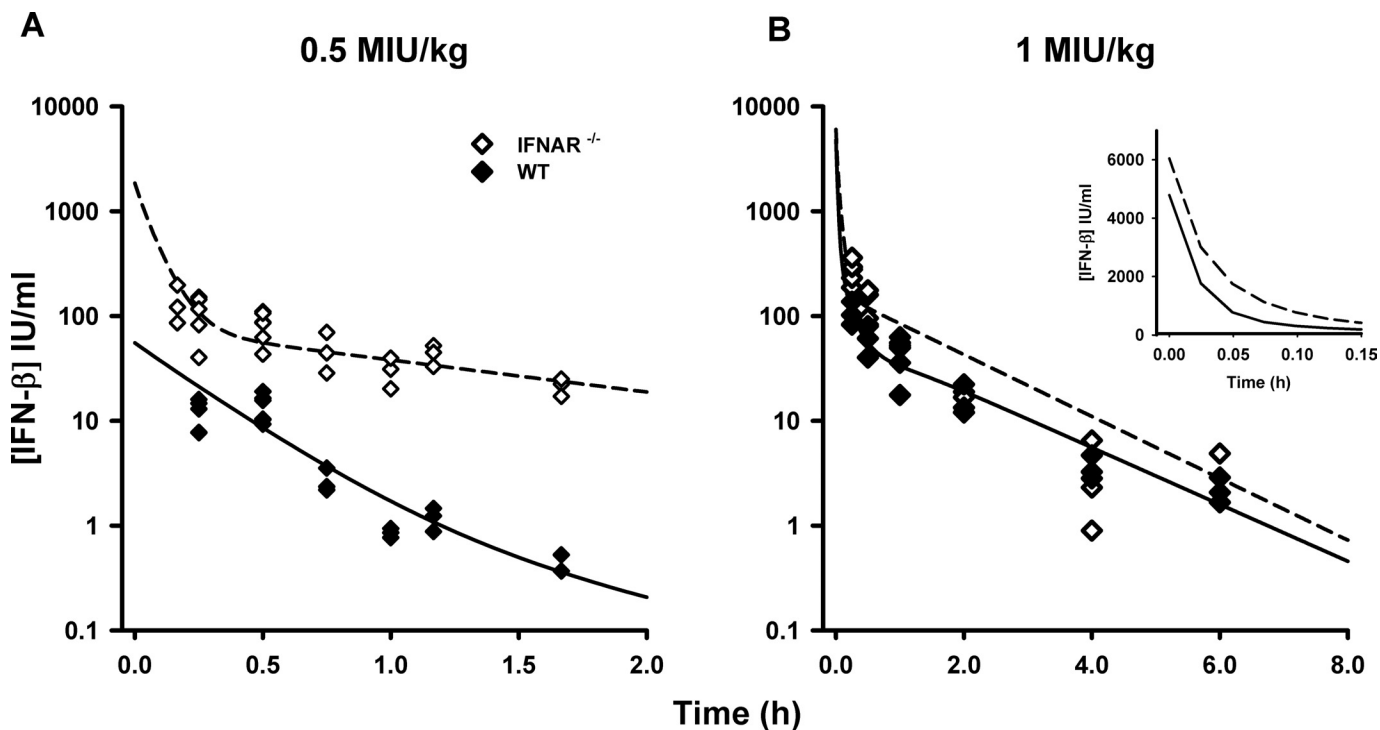 A
0.5 MIU/kg
B
1 MIU/kg
[IFN-β] IU/ml
10000
1000
100
10
1
0.1
0.0 0.5 1.0 1.5 2.0
IFNAR -/-
WT
10000
1000
100
10
1
0.1
0.0 2.0 4.0 6.0 8.0
[IFN-β] IU/ml
6000
4000
2000
0
0.00 0.05 0.10 0.15
Time (h)
Time (h)